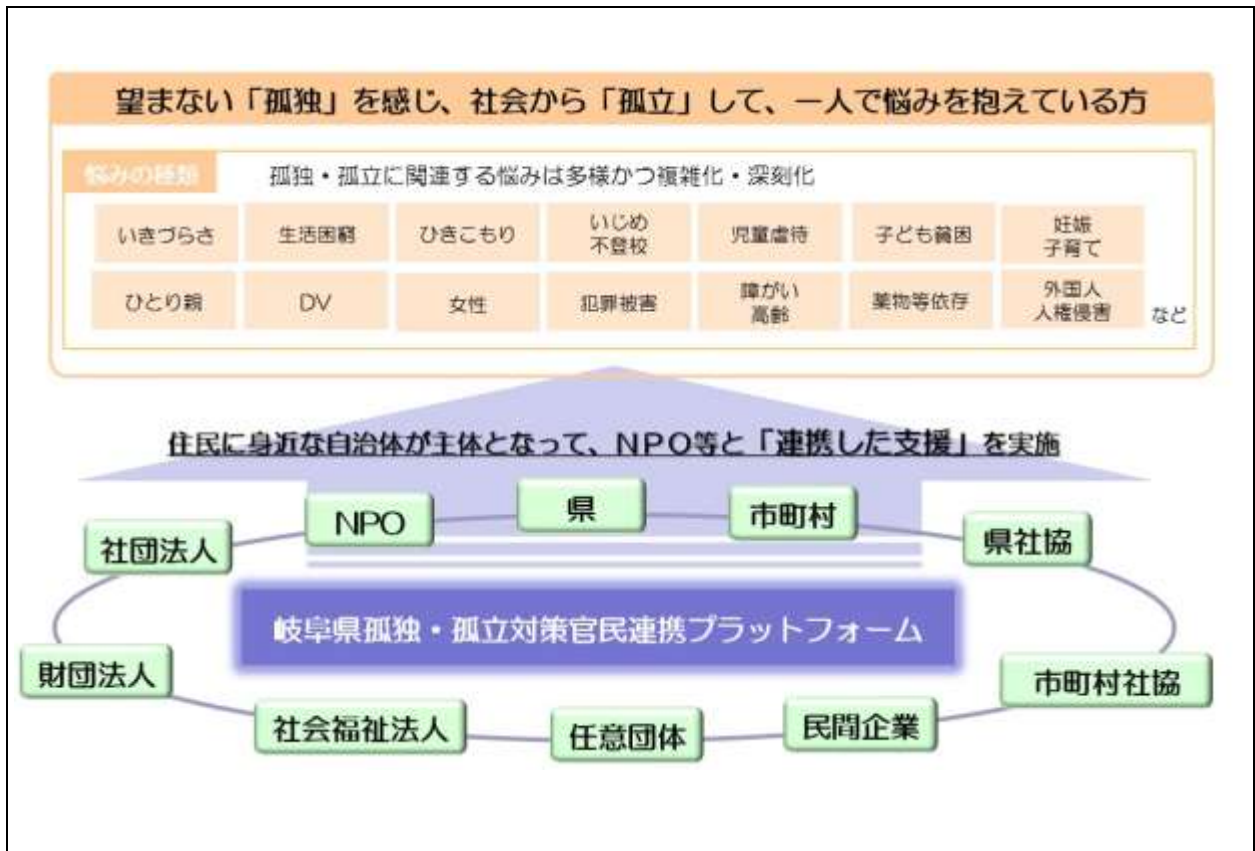 望まない「孤独」を感じ、社会から「孤立」して、一人で悩みを抱えている方
悩みの種類
孤独・孤立に関連する悩みは多様かつ複雑化・深刻化
いきづらさ
生活困窮
ひきこもり
いじめ
不登校
児童虐待
子ども貧困
妊娠
子育て
ひとり親
DV
女性
犯罪被害
障がい
高齢
薬物等依存
外国人
人権侵害
など
住民に身近な自治体が主体となって、NPO等と「連携した支援」を実施
NPO
県
市町村
社団法人
県社協
岐阜県孤独・孤立対策官民連携プラットフォーム
財団法人
市町村社協
社会福祉法人
任意団体
民間企業